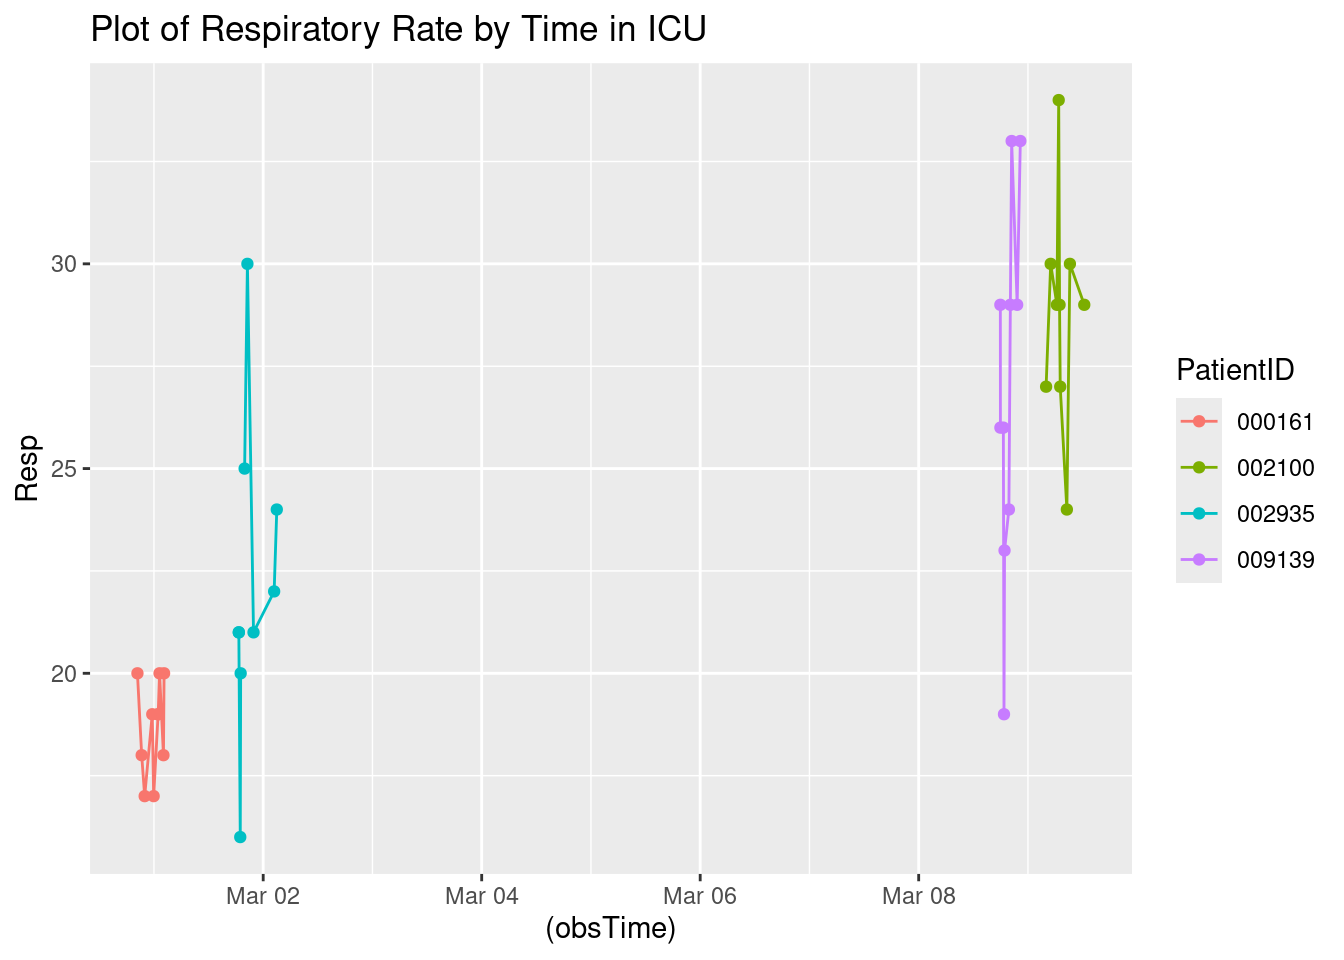 Plot of Respiratory Rate by Time in ICU
Resp
30
25
20
Mar 02
Mar 04
Mar 06
Mar 08
(obsTime)
PatientID
000161
002100
002935
009139